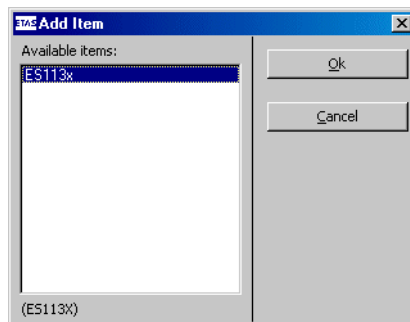 ETAS Add Item
Available items:
ES113x
Ok
Cancel
(ES113X)